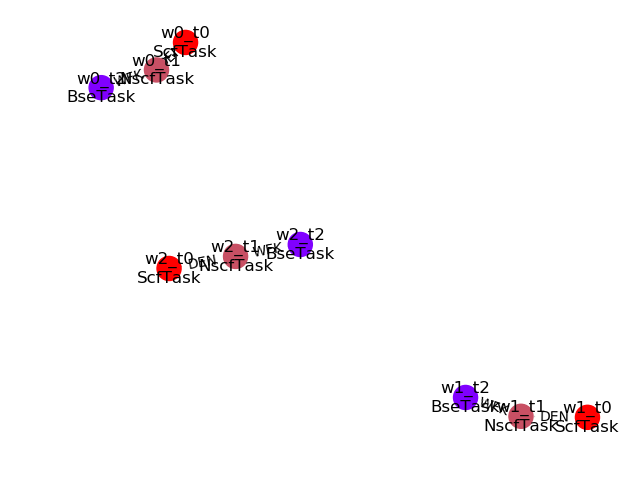 w0_t0
ScfTask
w0_t1
NscfTask
w0_t2
BseTask
w2_t2
BseTask
WFK
w2_t1
NscfTask
DEN
w2_t0
ScfTask
w1_t2
BseTask
WFK
w1_t1
NscfTask
DEN
w1_t0
ScfTask